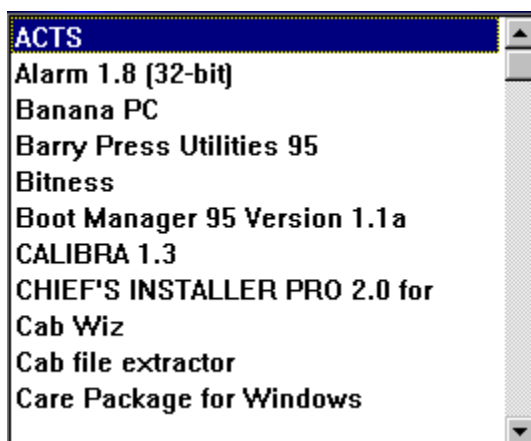 ACTS
Alarm 1.8 (32-bit)
Banana PC
Barry Press Utilities 95
Bitness
Boot Manager 95 Version 1.1a
CALIBRA 1.3
CHIEF'S INSTALLER PRO 2.0 for
Cab Wiz
Cab file extractor
Care Package for Windows